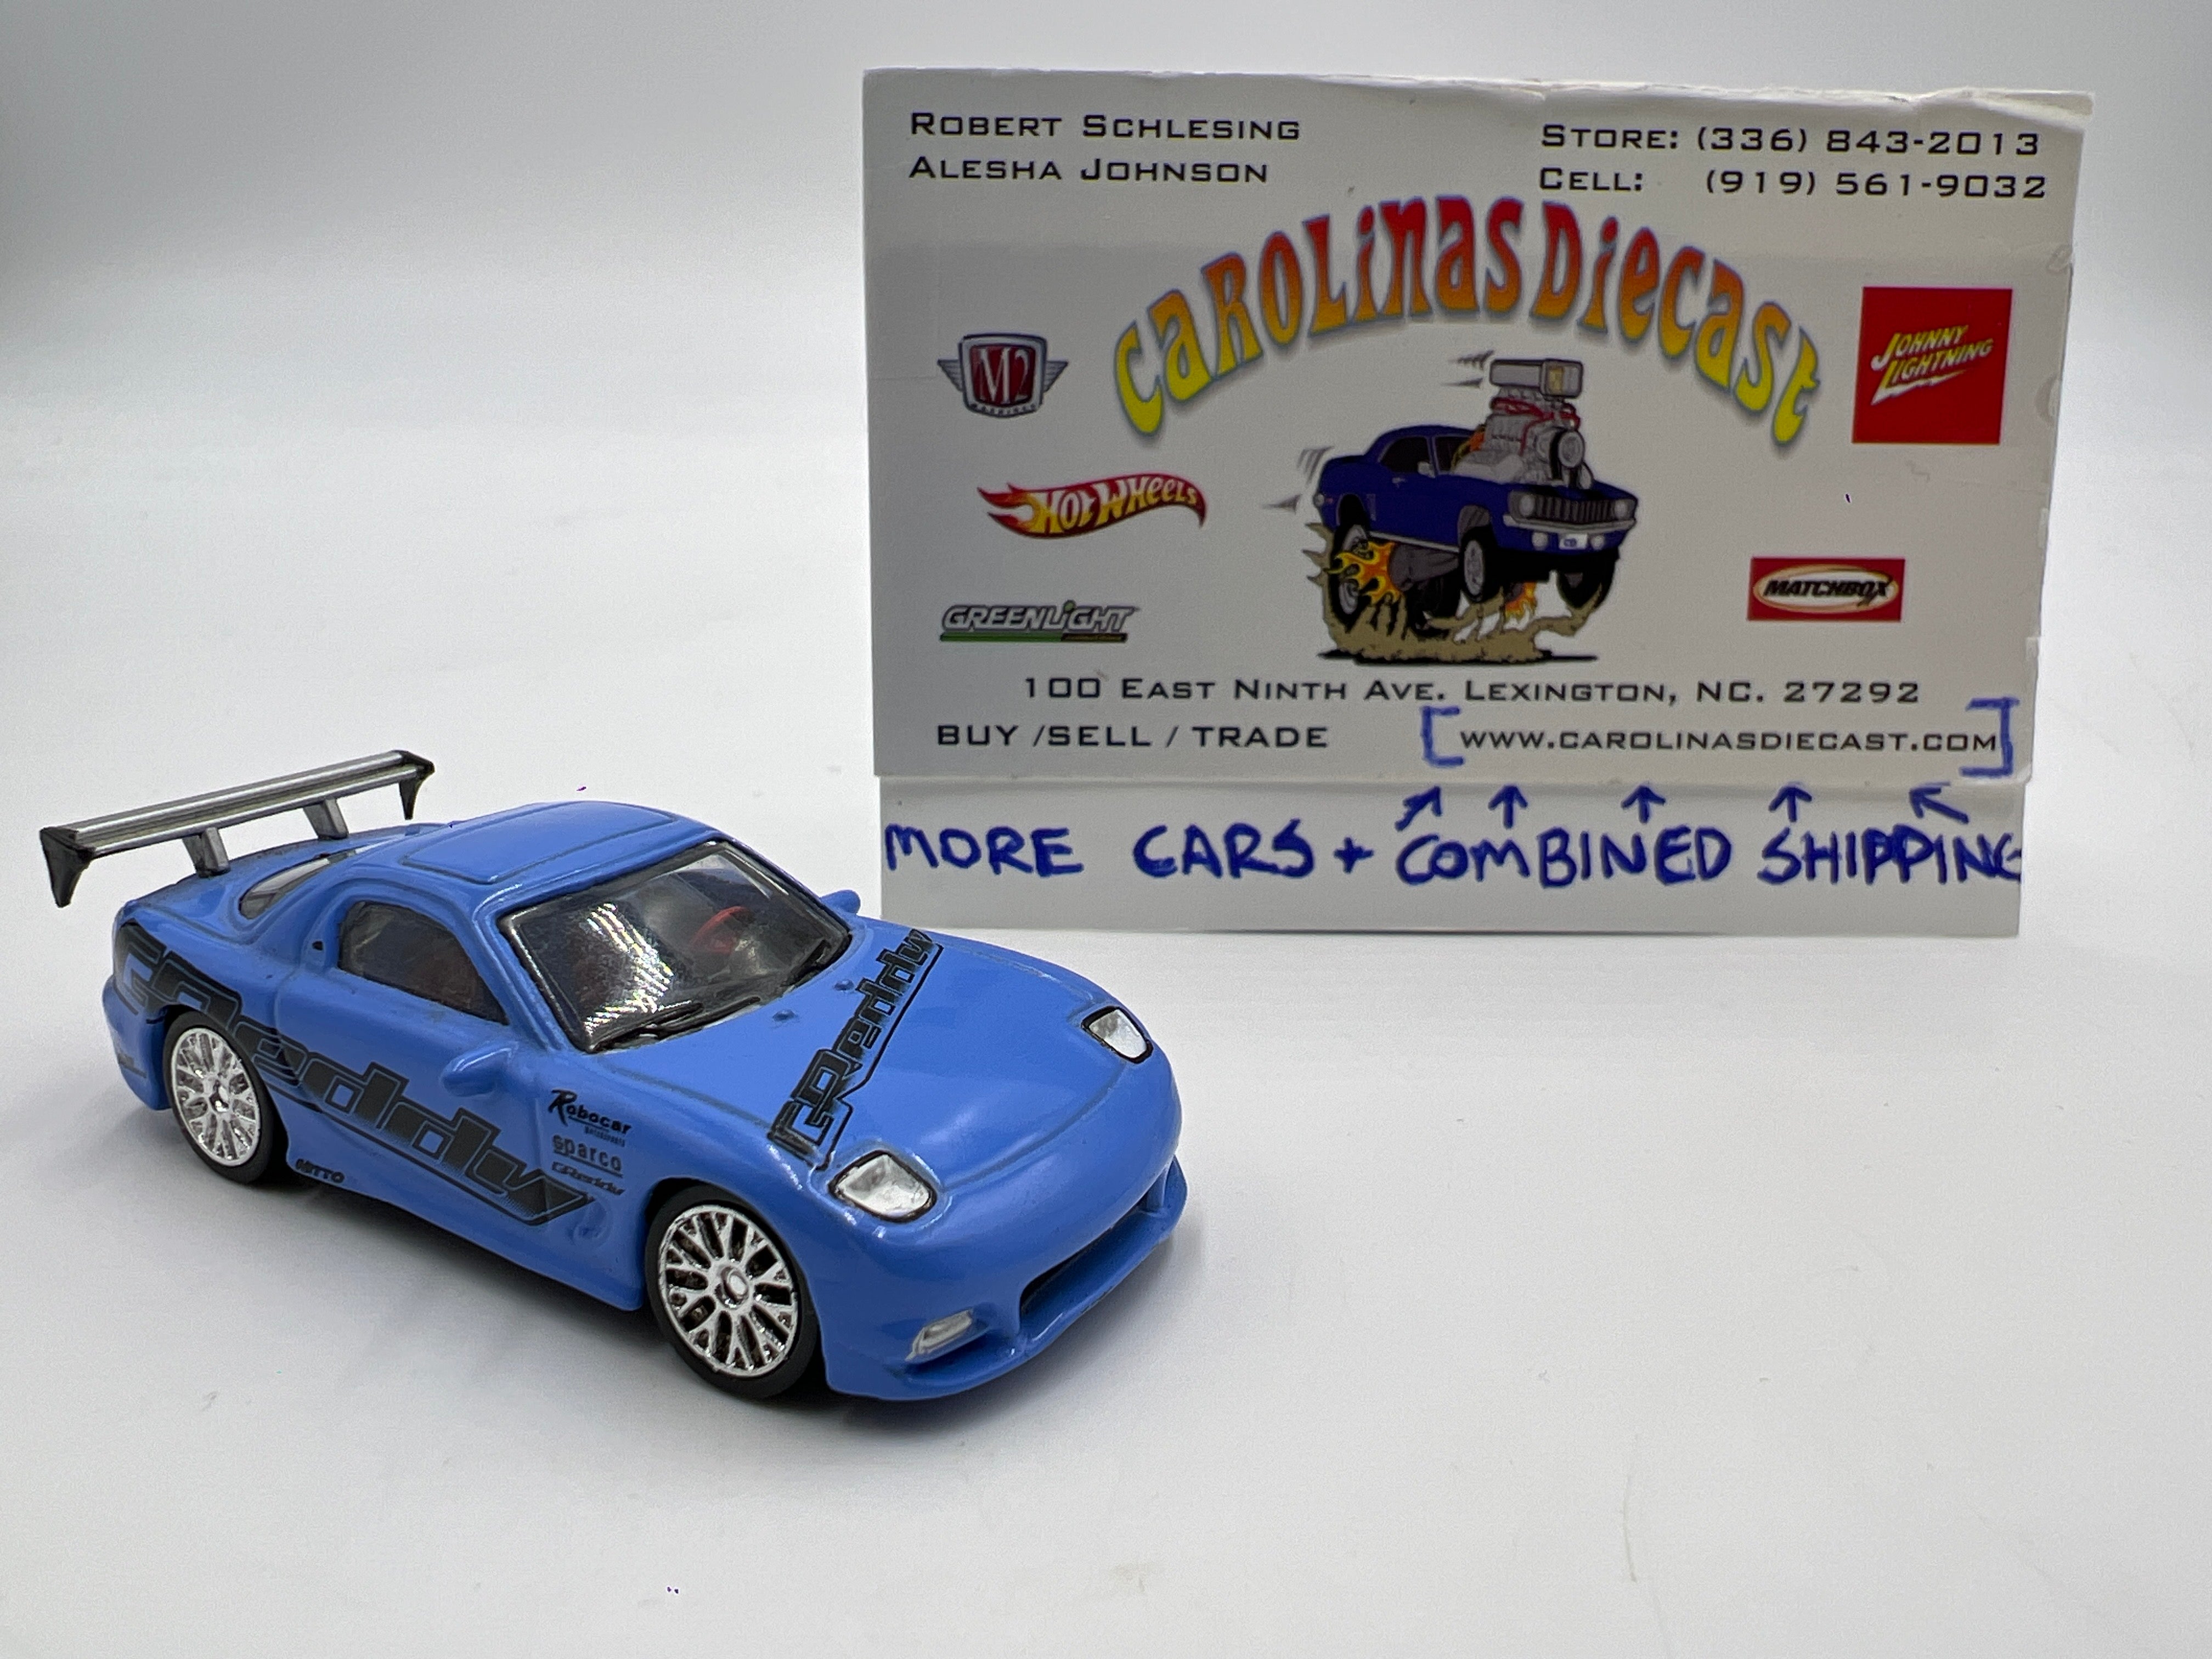 ROBERT SCHLESING
ALESHA JOHNSON
STORE: (336) 843-2013
CELL: (919) 561-9032
CAROLINAS DIECAST
M2
JOHNNY
LIGHTNING
HOT WHEELS
GREENLIGHT
MATCHBOX
100 EAST NINTH AVE. LEXINGTON, NC. 27292
BUY /SELL / TRADE [WWW.CAROLINASDIECAST.COM]
MORE CARS + COMBINED SHIPPING
GReddy
GReddy
Robocar
sparco
GReddy
NITTO